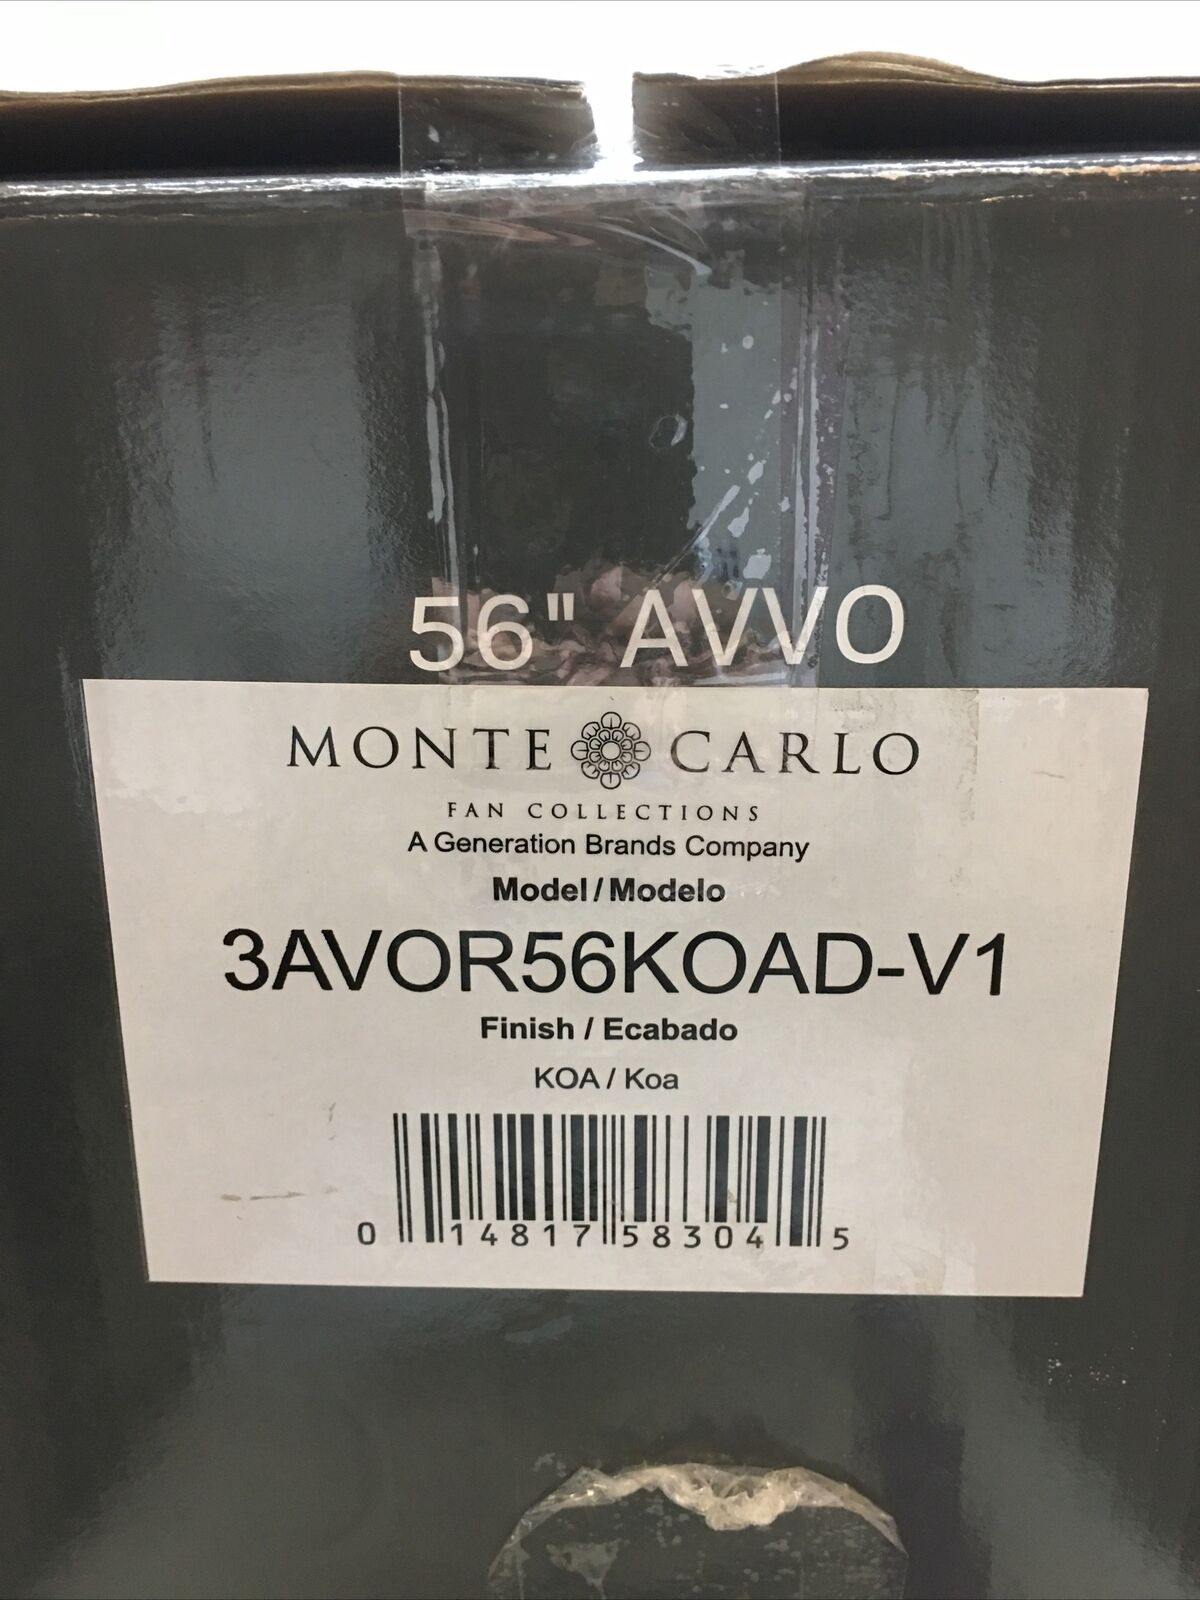 56" AVVO
MONTE CARLO
FAN COLLECTIONS
A Generation Brands Company
Model / Modelo
3AVOR56KOAD-V1
Finish / Ecabado
KOA / Koa
0 14817 58304 5